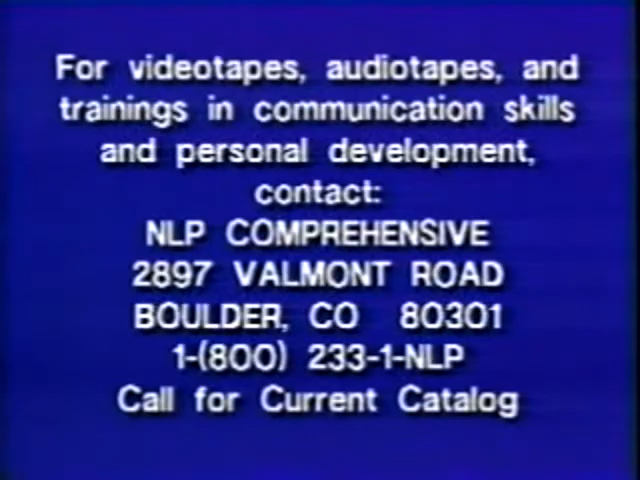 For videotapes, audiotapes, and
trainings in communication skills
and personal development,
contact:
NLP COMPREHENSIVE
2897 VALMONT ROAD
BOULDER, CO 80301
1-(800) 233-1-NLP
Call for Current Catalog